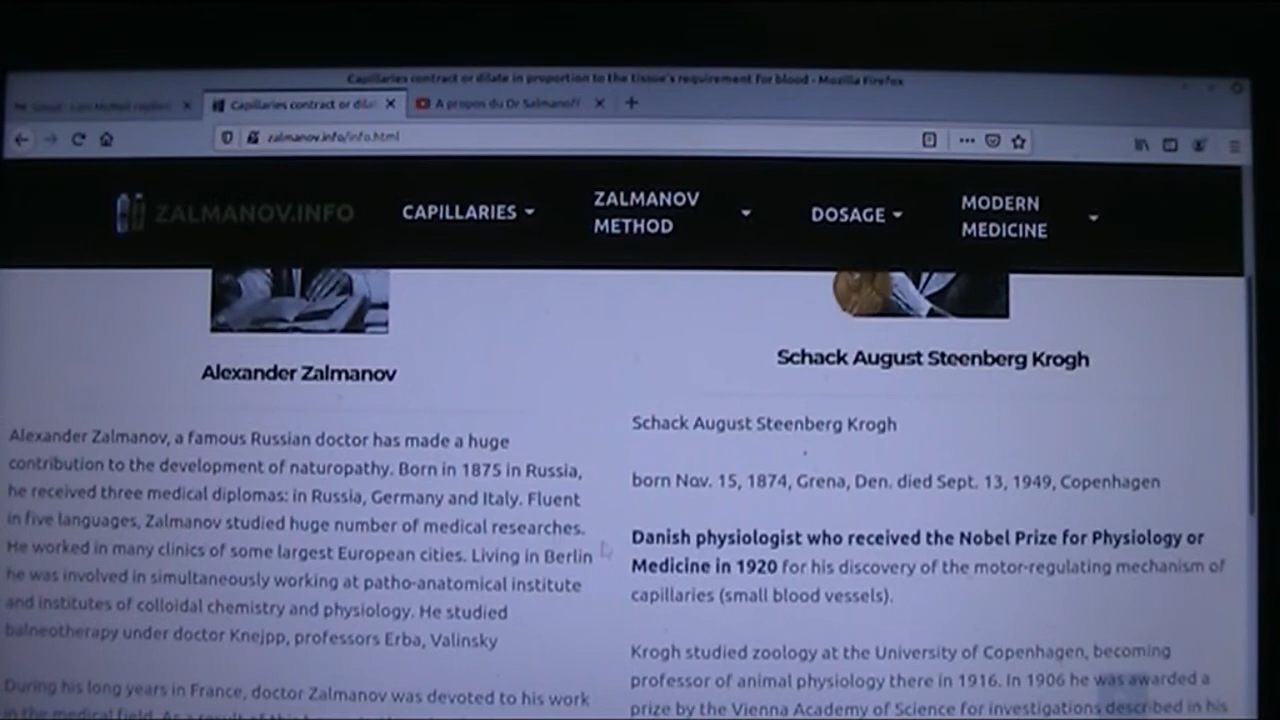 Capillaries contract or dilate in proportion to the tissue's requirement for blood - Mozilla Firefox
Capillaries contract or dila
A propos du Dr Salmanoff
zalmanov.info/info.html
ZALMANOV.INFO
CAPILLARIES
ZALMANOV
METHOD
DOSAGE
MODERN
MEDICINE
Alexander Zalmanov
Alexander Zalmanov, a famous Russian doctor has made a huge
contribution to the development of naturopathy. Born in 1875 in Russia,
he received three medical diplomas: in Russia, Germany and Italy. Fluent
in five languages, Zalmanov studied huge number of medical researches.
He worked in many clinics of some largest European cities. Living in Berlin
he was involved in simultaneously working at patho-anatomical institute
and institutes of colloidal chemistry and physiology. He studied
balneotherapy under doctor Knejpp, professors Erba, Valinsky
During his long years in France, doctor Zalmanov was devoted to his work
in the medical field. As a result of
Schack August Steenberg Krogh
Schack August Steenberg Krogh
born Nov. 15, 1874, Grena, Den. died Sept. 13, 1949, Copenhagen
Danish physiologist who received the Nobel Prize for Physiology or
Medicine in 1920 for his discovery of the motor-regulating mechanism of
capillaries (small blood vessels).
Krogh studied zoology at the University of Copenhagen, becoming
professor of animal physiology there in 1916. In 1906 he was awarded a
prize by the Vienna Academy of Science for investigations described in his